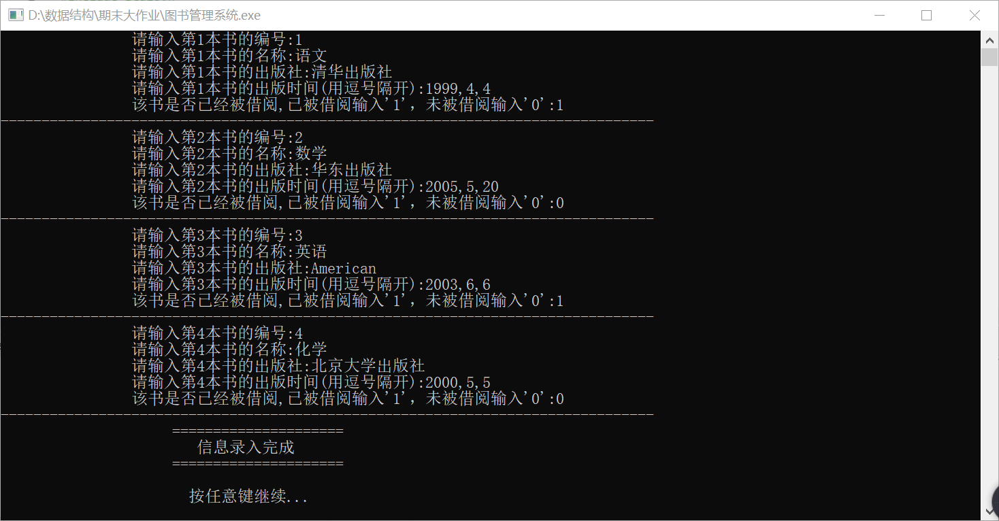 D:\数据结构\期末大作业\图书管理系统.exe
请输入第1本书的编号:1
请输入第1本书的名称:语文
请输入第1本书的出版社:清华出版社
请输入第1本书的出版时间(用逗号隔开):1999,4,4
该书是否已经被借阅,已被借阅输入'1', 未被借阅输入'0':1
--------------------------------------------------------------------------------
请输入第2本书的编号:2
请输入第2本书的名称:数学
请输入第2本书的出版社:华东出版社
请输入第2本书的出版时间(用逗号隔开):2005,5,20
该书是否已经被借阅,已被借阅输入'1', 未被借阅输入'0':0
--------------------------------------------------------------------------------
请输入第3本书的编号:3
请输入第3本书的名称:英语
请输入第3本书的出版社:American
请输入第3本书的出版时间(用逗号隔开):2003,6,6
该书是否已经被借阅,已被借阅输入'1', 未被借阅输入'0':1
--------------------------------------------------------------------------------
请输入第4本书的编号:4
请输入第4本书的名称:化学
请输入第4本书的出版社:北京大学出版社
请输入第4本书的出版时间(用逗号隔开):2000,5,5
该书是否已经被借阅,已被借阅输入'1', 未被借阅输入'0':0
--------------------------------------------------------------------------------
=====================
信息录入完成
=====================
按任意键继续...